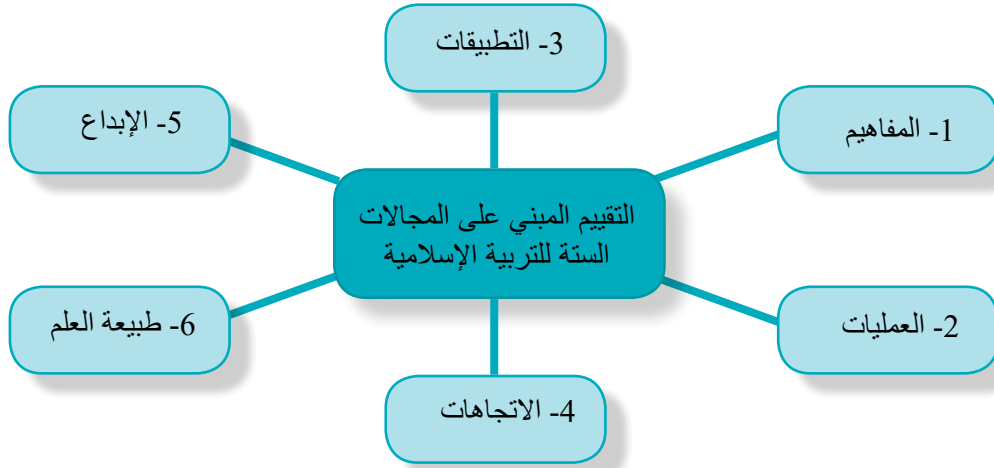 3- التطبيقات
5- الإبداع
1- المفاهيم
التقييم المبني على المجالات
الستة للتربية الإسلامية
6- طبيعة العلم
2- العمليات
4- الاتجاهات